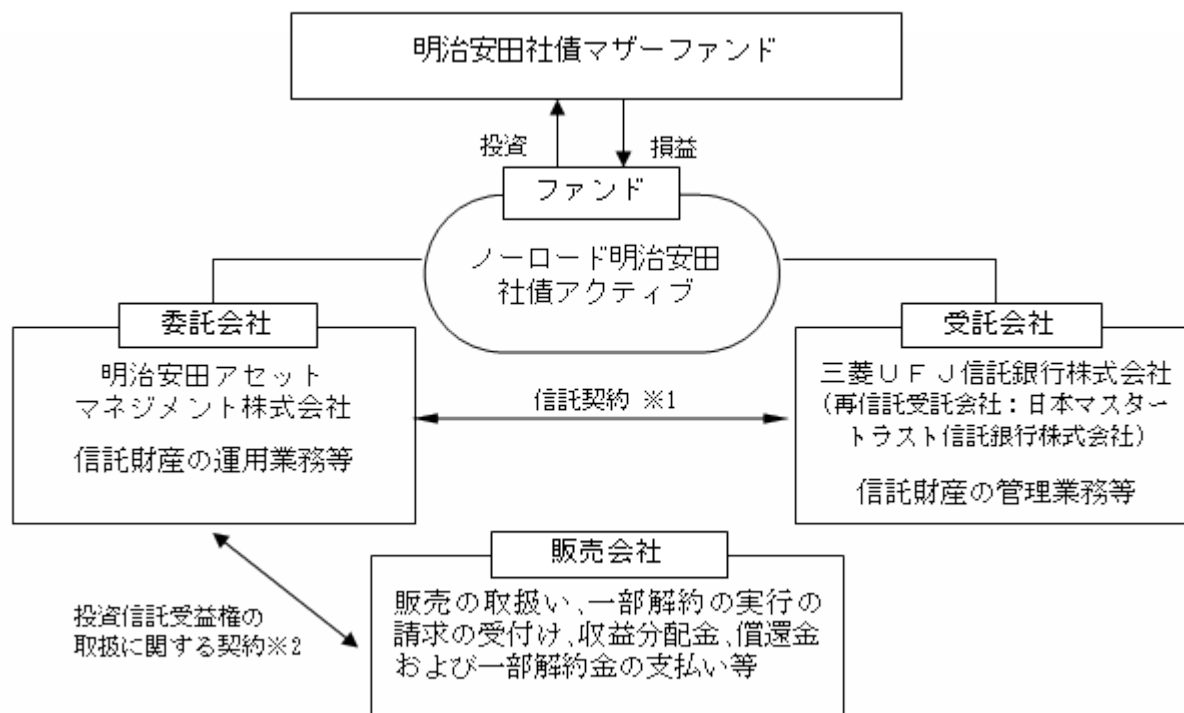 明治安田社債マザーファンド
投資
損益
ファンド
ノーロード明治安田
社債アクティブ
委託会社
明治安田アセット
マネジメント株式会社
信託財産の運用業務等
信託契約 ※1
受託会社
三菱ＵＦＪ信託銀行株式会社
（再信託受託会社：日本マスター
トラスト信託銀行株式会社）
信託財産の管理業務等
投資信託受益権の
取扱に関する契約※2
販売会社
販売の取扱い、一部解約の実行の
請求の受付け、収益分配金、償還金
および一部解約金の支払い等